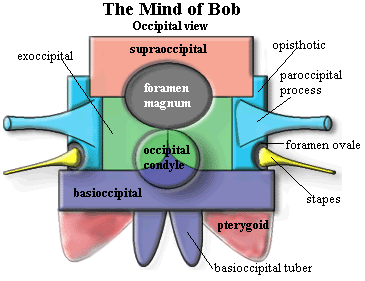 The Mind of Bob
Occipital view
supraoccipital
exoccipital
opisthotic
foramen
magnum
paroccipital
process
occipital
condyle
foramen ovale
basioccipital
stapes
pterygoid
basioccipital tuber